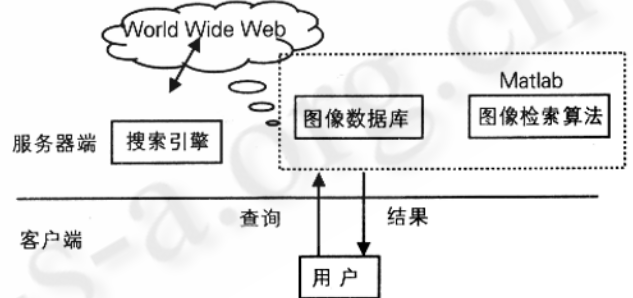 World Wide Web
Matlab
图像数据库
图像检索算法
服务器端
搜索引擎
查询
结果
客户端
用户